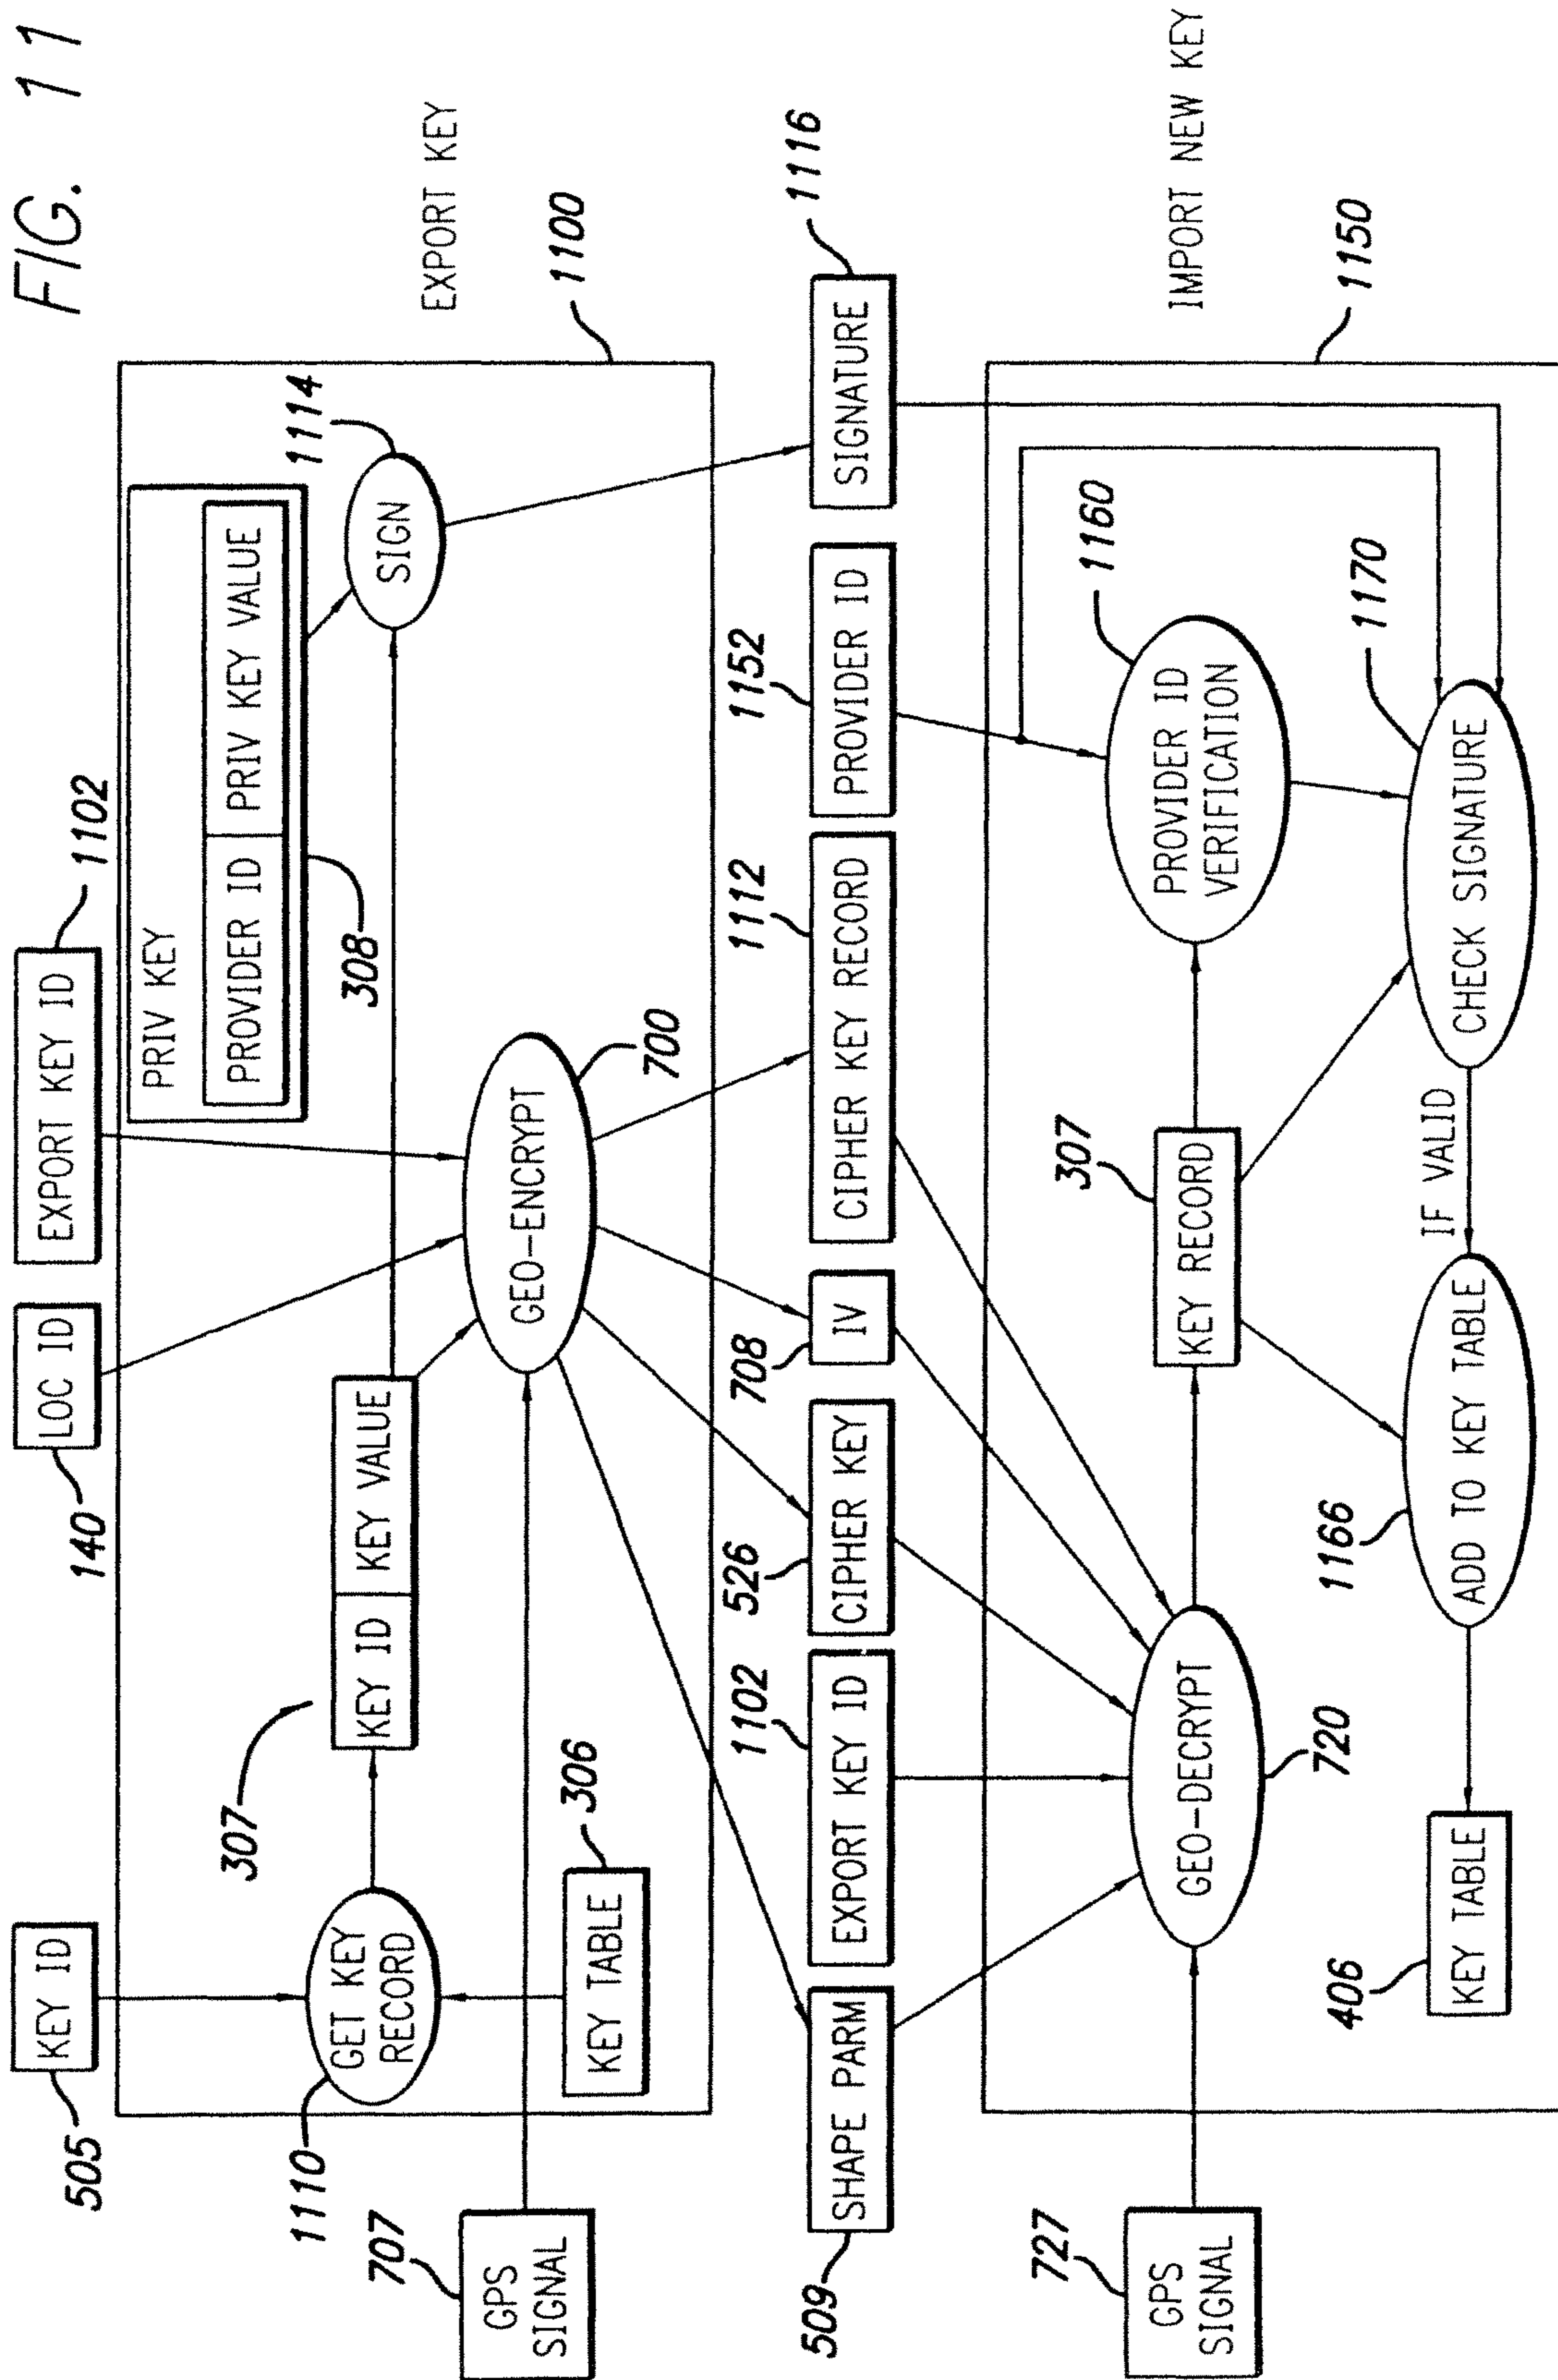 FIG. 11
KEY ID
505
140
LOC ID
EXPORT KEY ID
1102
1110
GET KEY
RECORD
307
KEY ID
KEY VALUE
PRIV KEY
PROVIDER ID
PRIV KEY VALUE
308
SIGN
1114
EXPORT KEY
707
GPS
SIGNAL
KEY TABLE
306
GEO-ENCRYPT
700
1100
509
SHAPE PARM
1102
EXPORT KEY ID
526
CIPHER KEY
708
IV
1112
CIPHER KEY RECORD
1152
PROVIDER ID
SIGNATURE
1116
727
GPS
SIGNAL
GEO-DECRYPT
720
307
KEY RECORD
PROVIDER ID
VERIFICATION
1160
IMPORT NEW KEY
406
KEY TABLE
1166
ADD TO KEY TABLE
IF VALID
CHECK SIGNATURE
1170
1150